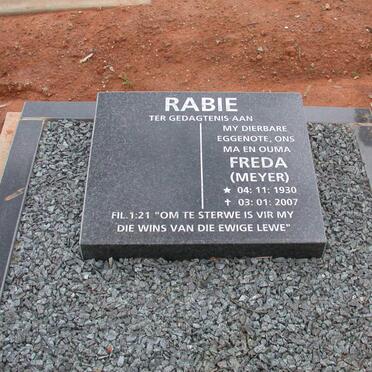 RABIE
TER GEDAGTENIS AAN
MY DIERBARE
EGGENOTE, ONS
MA EN OUMA
FREDA
(MEYER)
★ 04: 11: 1930
✝ 03: 01: 2007
FIL.1:21 "OM TE STERWE IS VIR MY
DIE WINS VAN DIE EWIGE LEWE"